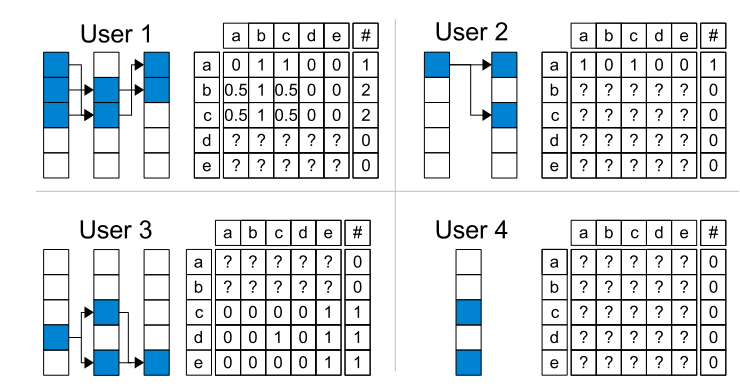 User 1
a b c d e #
a 0 1 1 0 0 1
b 0.5 1 0.5 0 0 2
c 0.5 1 0.5 0 0 2
d ? ? ? ? ? 0
e ? ? ? ? ? 0
User 2
a b c d e #
a 1 0 1 0 0 1
b ? ? ? ? ? 0
c ? ? ? ? ? 0
d ? ? ? ? ? 0
e ? ? ? ? ? 0
User 3
a b c d e #
a ? ? ? ? ? 0
b ? ? ? ? ? 0
c 0 0 0 0 1 1
d 0 0 1 0 1 1
e 0 0 0 0 1 1
User 4
a b c d e #
a ? ? ? ? ? 0
b ? ? ? ? ? 0
c ? ? ? ? ? 0
d ? ? ? ? ? 0
e ? ? ? ? ? 0